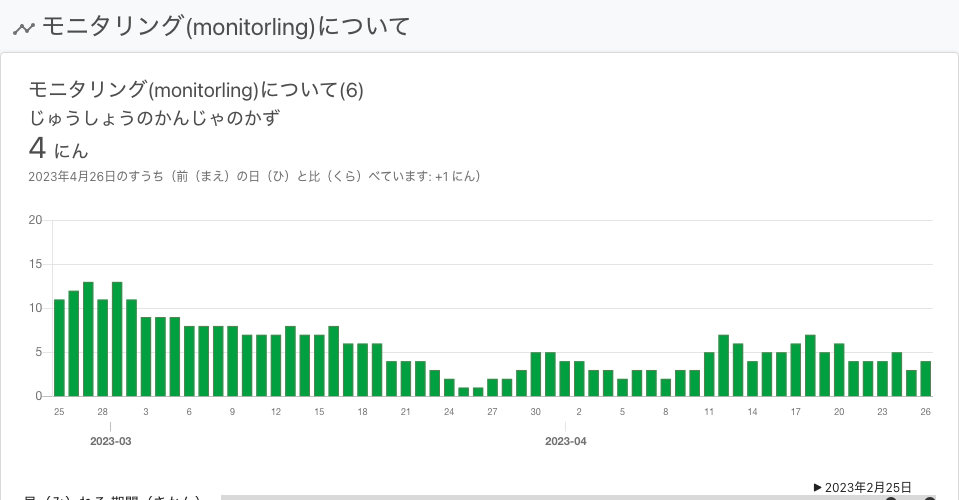 モニタリング(monitorling)について
モニタリング(monitorling)について(6)
じゅうしょうのかんじゃのかず
4 にん
2023年4月26日のすうち（前（まえ）の日（ひ）と比（くら）べています: +1 にん）
20
15
10
5
0
25 28 3 6 9 12 15 18 21 24 27 30 2 5 8 11 14 17 20 23 26
2023-03 2023-04
▶ 2023年2月25日